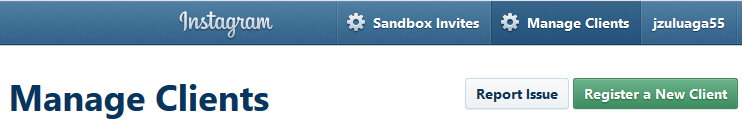 Instagram Sandbox Invites Manage Clients jzuluaga55
Manage Clients Report Issue Register a New Client